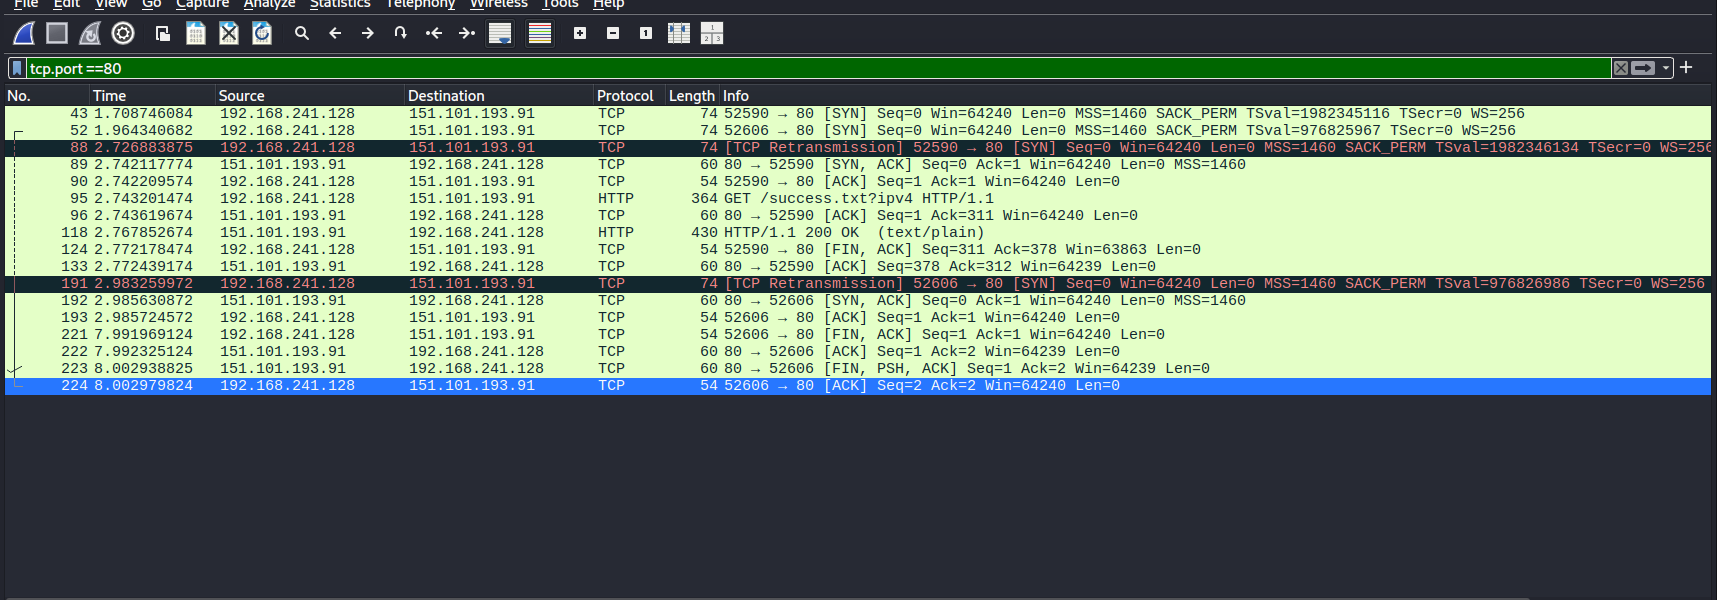 File Edit View Go Capture Analyze Statistics Telephony Wireless Tools Help
tcp.port ==80
No. Time Source Destination Protocol Length Info
43 1.708746084 192.168.241.128 151.101.193.91 TCP 74 52590 → 80 [SYN] Seq=0 Win=64240 Len=0 MSS=1460 SACK_PERM TSval=1982345116 TSecr=0 WS=256
52 1.964340682 192.168.241.128 151.101.193.91 TCP 74 52606 → 80 [SYN] Seq=0 Win=64240 Len=0 MSS=1460 SACK_PERM TSval=976825967 TSecr=0 WS=256
88 2.726883875 192.168.241.128 151.101.193.91 TCP 74 [TCP Retransmission] 52590 → 80 [SYN] Seq=0 Win=64240 Len=0 MSS=1460 SACK_PERM TSval=1982346134 TSecr=0 WS=256
89 2.742117774 151.101.193.91 192.168.241.128 TCP 60 80 → 52590 [SYN, ACK] Seq=0 Ack=1 Win=64240 Len=0 MSS=1460
90 2.742209574 192.168.241.128 151.101.193.91 TCP 54 52590 → 80 [ACK] Seq=1 Ack=1 Win=64240 Len=0
95 2.743201474 192.168.241.128 151.101.193.91 HTTP 364 GET /success.txt?ipv4 HTTP/1.1
96 2.743619674 151.101.193.91 192.168.241.128 TCP 60 80 → 52590 [ACK] Seq=1 Ack=311 Win=64240 Len=0
118 2.767852674 151.101.193.91 192.168.241.128 HTTP 430 HTTP/1.1 200 OK (text/plain)
124 2.772178474 192.168.241.128 151.101.193.91 TCP 54 52590 → 80 [FIN, ACK] Seq=311 Ack=378 Win=63863 Len=0
133 2.772439174 151.101.193.91 192.168.241.128 TCP 60 80 → 52590 [ACK] Seq=378 Ack=312 Win=64239 Len=0
191 2.983259972 192.168.241.128 151.101.193.91 TCP 74 [TCP Retransmission] 52606 → 80 [SYN] Seq=0 Win=64240 Len=0 MSS=1460 SACK_PERM TSval=976826986 TSecr=0 WS=256
192 2.985630872 151.101.193.91 192.168.241.128 TCP 60 80 → 52606 [SYN, ACK] Seq=0 Ack=1 Win=64240 Len=0 MSS=1460
193 2.985724572 192.168.241.128 151.101.193.91 TCP 54 52606 → 80 [ACK] Seq=1 Ack=1 Win=64240 Len=0
221 7.991969124 192.168.241.128 151.101.193.91 TCP 54 52606 → 80 [FIN, ACK] Seq=1 Ack=1 Win=64240 Len=0
222 7.992325124 151.101.193.91 192.168.241.128 TCP 60 80 → 52606 [ACK] Seq=1 Ack=2 Win=64239 Len=0
223 8.002938825 151.101.193.91 192.168.241.128 TCP 60 80 → 52606 [FIN, PSH, ACK] Seq=1 Ack=2 Win=64239 Len=0
224 8.002979824 192.168.241.128 151.101.193.91 TCP 54 52606 → 80 [ACK] Seq=2 Ack=2 Win=64240 Len=0